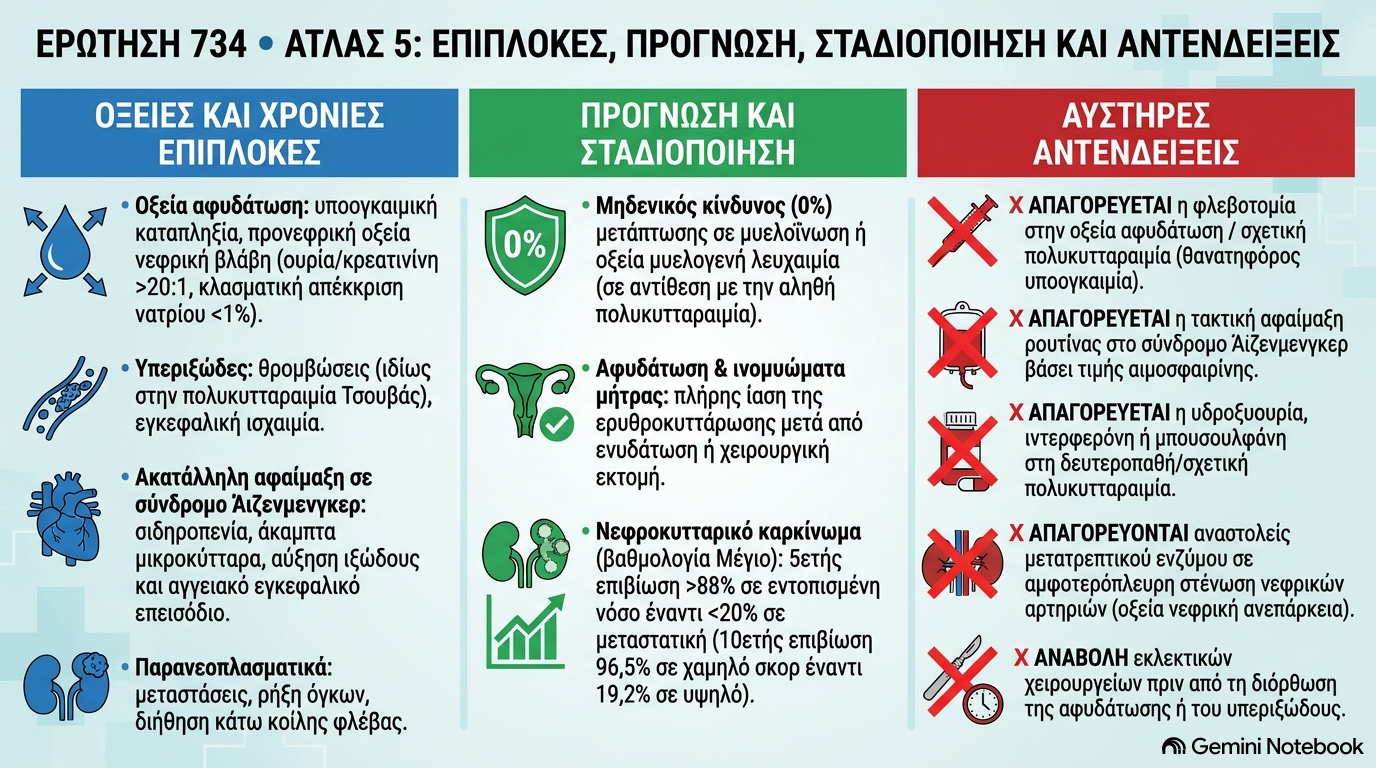 ΕΡΩΤΗΣΗ 734 • ΑΤΛΑΣ 5: ΕΠΙΠΛΟΚΕΣ, ΠΡΟΓΝΩΣΗ, ΣΤΑΔΙΟΠΟΙΗΣΗ ΚΑΙ ΑΝΤΕΝΔΕΙΞΕΙΣ
ΟΞΕΙΕΣ ΚΑΙ ΧΡΟΝΙΕΣ
ΕΠΙΠΛΟΚΕΣ
• Οξεία αφυδάτωση: υποογκαιμική
καταπληξία, προνεφρική οξεία
νεφρική βλάβη (ουρία/κρεατινίνη
>20:1, κλασματική απέκκριση
νατρίου <1%).
• Υπεριξώδες: θρομβώσεις (ιδίως
στην πολυκυτταραιμία Τσουβάς),
εγκεφαλική ισχαιμία.
• Ακατάλληλη αφαίμαξη σε
σύνδρομο Άιζενμενγκερ:
σιδηροπενία, άκαμπτα
μικροκύτταρα, αύξηση ιξώδους
και αγγειακό εγκεφαλικό
επεισόδιο.
• Παρανεοπλασματικά:
μεταστάσεις, ρήξη όγκων,
διήθηση κάτω κοίλης φλέβας.
ΠΡΟΓΝΩΣΗ ΚΑΙ
ΣΤΑΔΙΟΠΟΙΗΣΗ
0%
• Μηδενικός κίνδυνος (0%)
μετάπτωσης σε μυελοΐνωση ή
οξεία μυελογενή λευχαιμία
(σε αντίθεση με την αληθή
πολυκυτταραιμία).
• Αφυδάτωση & ινομυώματα
μήτρας: πλήρης ίαση της
ερυθροκυττάρωσης μετά από
ενυδάτωση ή χειρουργική
εκτομή.
• Νεφροκυτταρικό καρκίνωμα
(βαθμολογία Μέγιο): 5ετής
επιβίωση >88% σε εντοπισμένη
νόσο έναντι <20% σε
μεταστατική (10ετής επιβίωση
96,5% σε χαμηλό σκορ έναντι
19,2% σε υψηλό).
ΑΥΣΤΗΡΕΣ
ΑΝΤΕΝΔΕΙΞΕΙΣ
X ΑΠΑΓΟΡΕΥΕΤΑΙ η φλεβοτομία
στην οξεία αφυδάτωση / σχετική
πολυκυτταραιμία (θανατηφόρος
υποογκαιμία).
X ΑΠΑΓΟΡΕΥΕΤΑΙ η τακτική αφαίμαξη
ρουτίνας στο σύνδρομο Άιζενμενγκερ
βάσει τιμής αιμοσφαιρίνης.
X ΑΠΑΓΟΡΕΥΕΤΑΙ η υδροξυουρία,
ιντερφερόνη ή μπουσουλφάνη
στη δευτεροπαθή/σχετική
πολυκυτταραιμία.
X ΑΠΑΓΟΡΕΥΟΝΤΑΙ αναστολείς
μετατρεπτικού ενζύμου σε
αμφοτερόπλευρη στένωση νεφρικών
αρτηριών (οξεία νεφρική ανεπάρκεια).
X ΑΝΑΒΟΛΗ εκλεκτικών
χειρουργείων πριν από τη διόρθωση
της αφυδάτωσης ή του υπεριξώδους.
Gemini Notebook